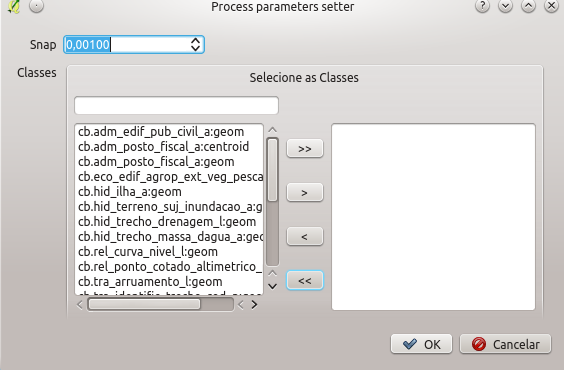 Process parameters setter
Snap
0,00100
Classes
Selecione as Classes
cb.adm_edif_pub_civil_a:geom
cb.adm_posto_fiscal_a:centroid
cb.adm_posto_fiscal_a:geom
cb.eco_edif_agrop_ext_veg_pesca
cb.hid_ilha_a:geom
cb.hid_terreno_suj_inundacao_a:g
cb.hid_trecho_drenagem_l:geom
cb.hid_trecho_massa_dagua_a:geo
cb.rel_curva_nivel_l:geom
cb.rel_ponto_cotado_altimetrico_
cb.tra_arruamento_l:geom
>>
>
<
<<
OK
Cancelar